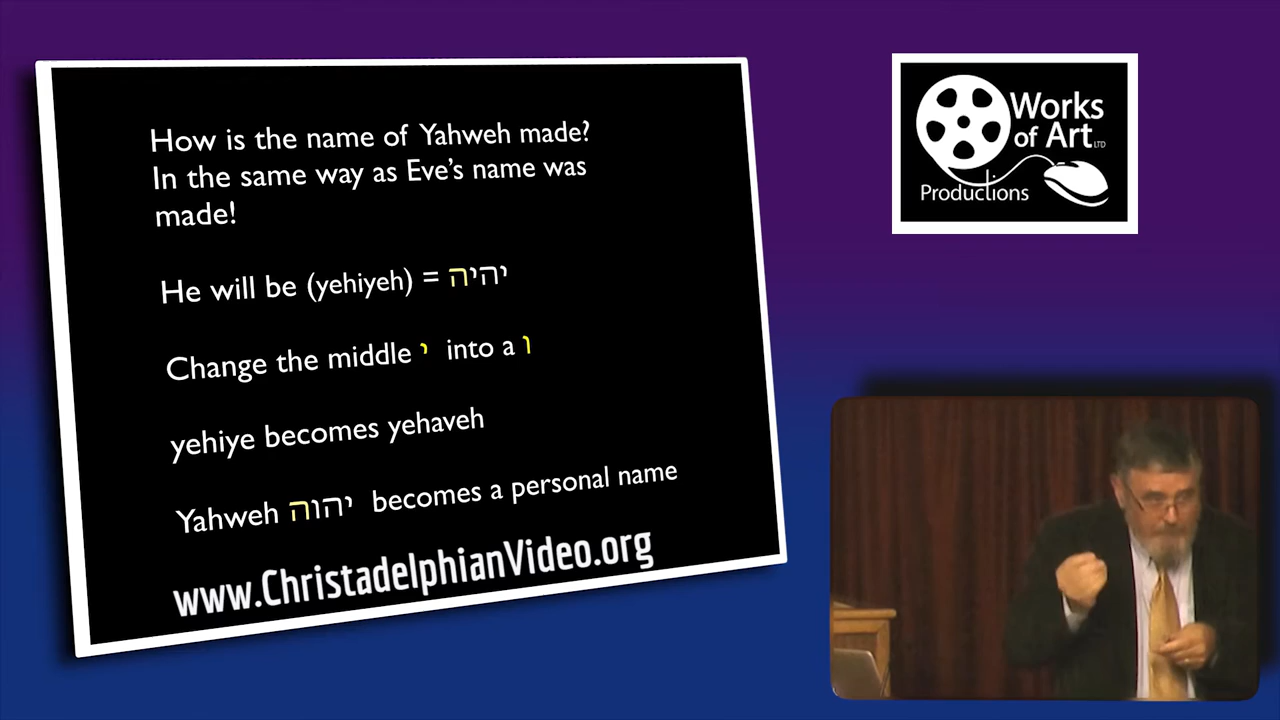 How is the name of Yahweh made?
In the same way as Eve's name was
made!
He will be (yehiyeh) = יהיה
Change the middle י into a ו
yehiye becomes yehaveh
Yahweh יהוה becomes a personal name
www.ChristadelphianVideo.org
Works
of Art LTD
Productions